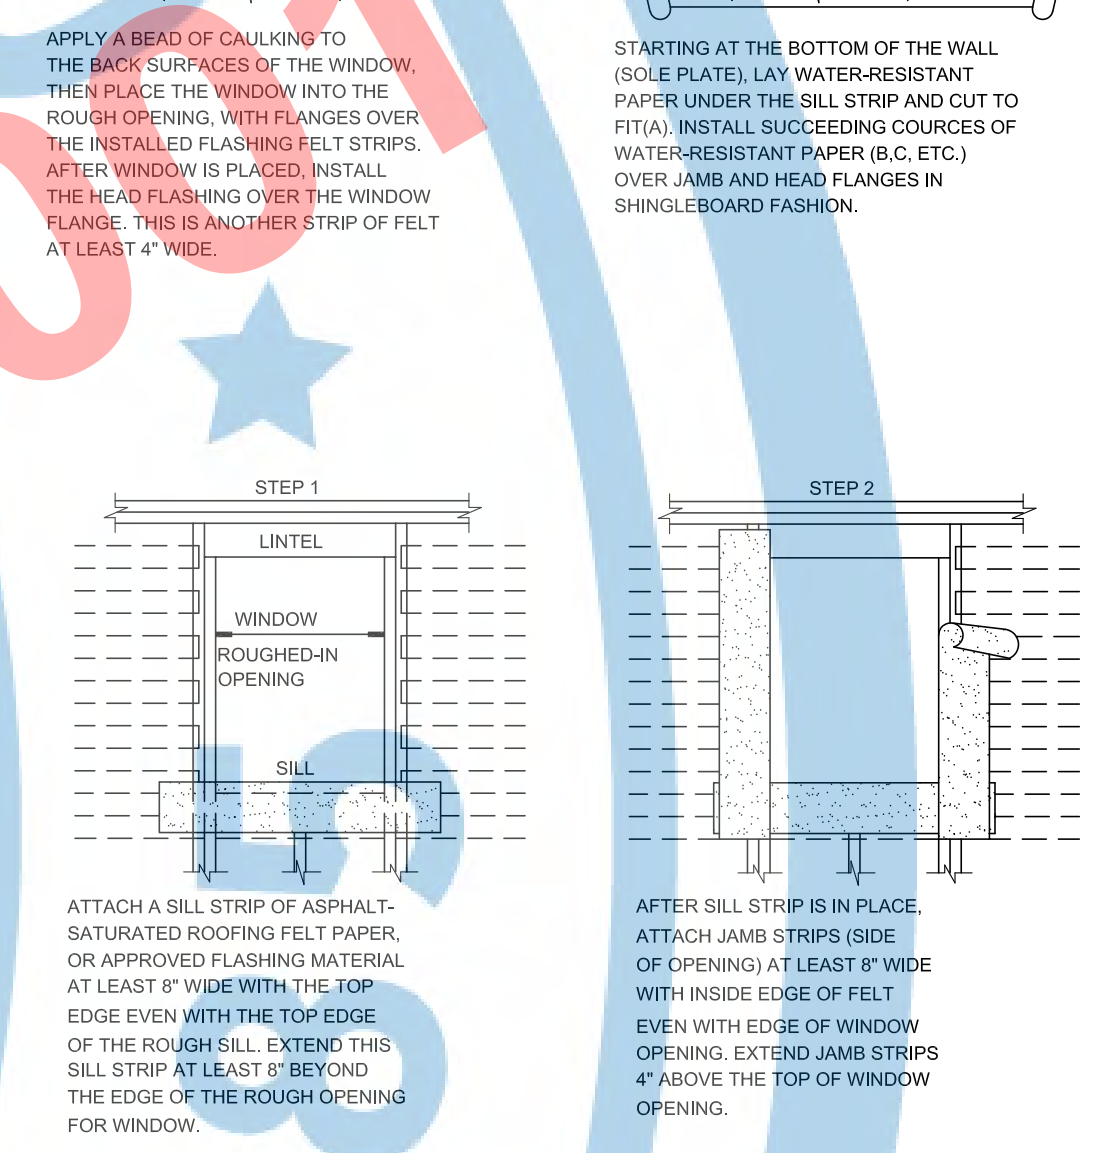 APPLY A BEAD OF CAULKING TO
THE BACK SURFACES OF THE WINDOW,
THEN PLACE THE WINDOW INTO THE
ROUGH OPENING, WITH FLANGES OVER
THE INSTALLED FLASHING FELT STRIPS.
AFTER WINDOW IS PLACED, INSTALL
THE HEAD FLASHING OVER THE WINDOW
FLANGE. THIS IS ANOTHER STRIP OF FELT
AT LEAST 4" WIDE.
STARTING AT THE BOTTOM OF THE WALL
(SOLE PLATE), LAY WATER-RESISTANT
PAPER UNDER THE SILL STRIP AND CUT TO
FIT(A). INSTALL SUCCEEDING COURCES OF
WATER-RESISTANT PAPER (B,C, ETC.)
OVER JAMB AND HEAD FLANGES IN
SHINGLEBOARD FASHION.
001
STEP 1
LINTEL
WINDOW
ROUGHED-IN
OPENING
SILL
ATTACH A SILL STRIP OF ASPHALT-
SATURATED ROOFING FELT PAPER,
OR APPROVED FLASHING MATERIAL
AT LEAST 8" WIDE WITH THE TOP
EDGE EVEN WITH THE TOP EDGE
OF THE ROUGH SILL. EXTEND THIS
SILL STRIP AT LEAST 8" BEYOND
THE EDGE OF THE ROUGH OPENING
FOR WINDOW.
STEP 2
AFTER SILL STRIP IS IN PLACE,
ATTACH JAMB STRIPS (SIDE
OF OPENING) AT LEAST 8" WIDE
WITH INSIDE EDGE OF FELT
EVEN WITH EDGE OF WINDOW
OPENING. EXTEND JAMB STRIPS
4" ABOVE THE TOP OF WINDOW
OPENING.
85